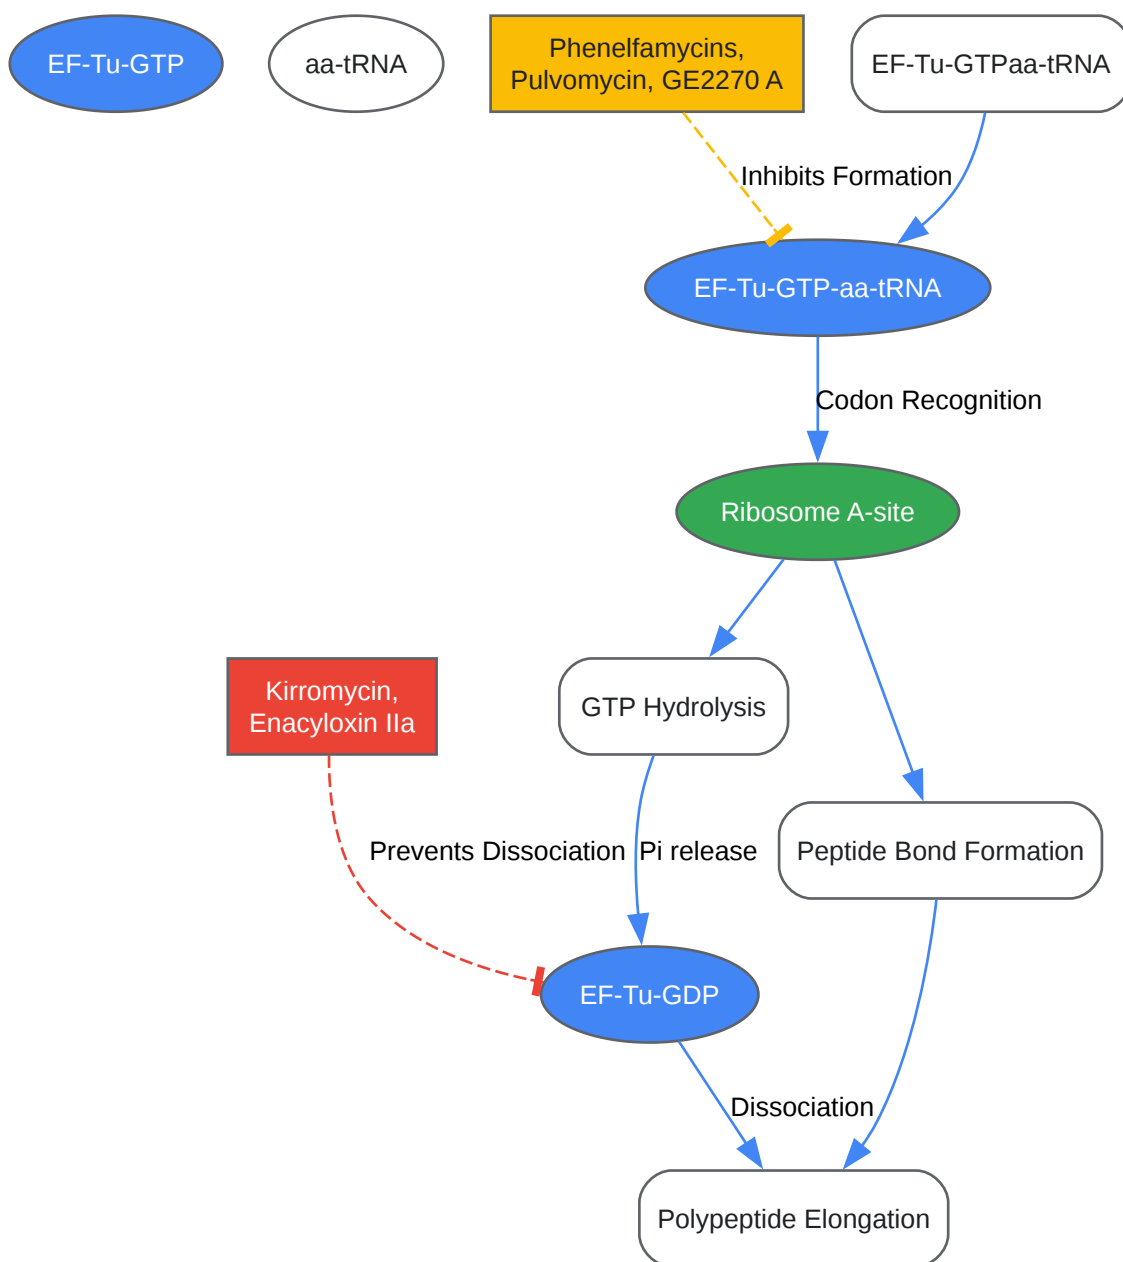 EF-Tu-GTP
aa-tRNA
Phenelfamycins,
Pulvomycin, GE2270 A
EF-Tu-GTPaa-tRNA
Inhibits Formation
EF-Tu-GTP-aa-tRNA
Codon Recognition
Ribosome A-site
Kirromycin,
Enacyloxin IIa
GTP Hydrolysis
Prevents Dissociation
Pi release
Peptide Bond Formation
EF-Tu-GDP
Dissociation
Polypeptide Elongation